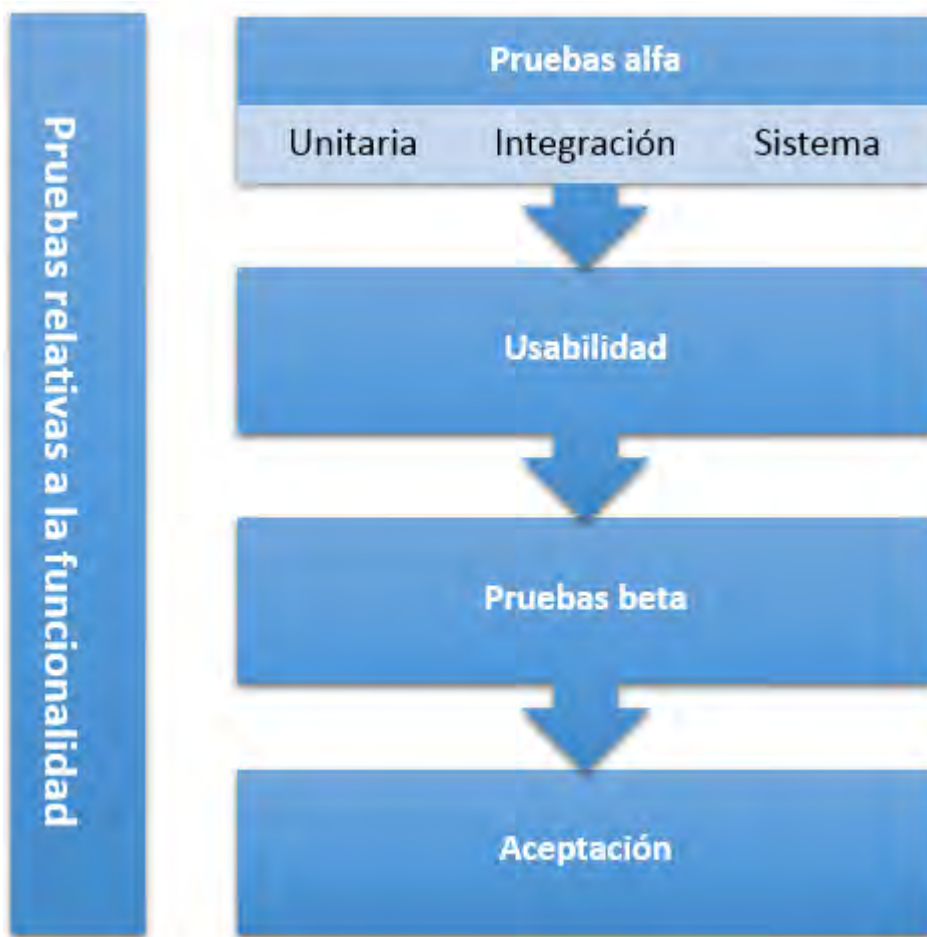 Pruebas relativas a la funcionalidad
Pruebas alfa
Unitaria Integración Sistema
Usabilidad
Pruebas beta
Aceptación